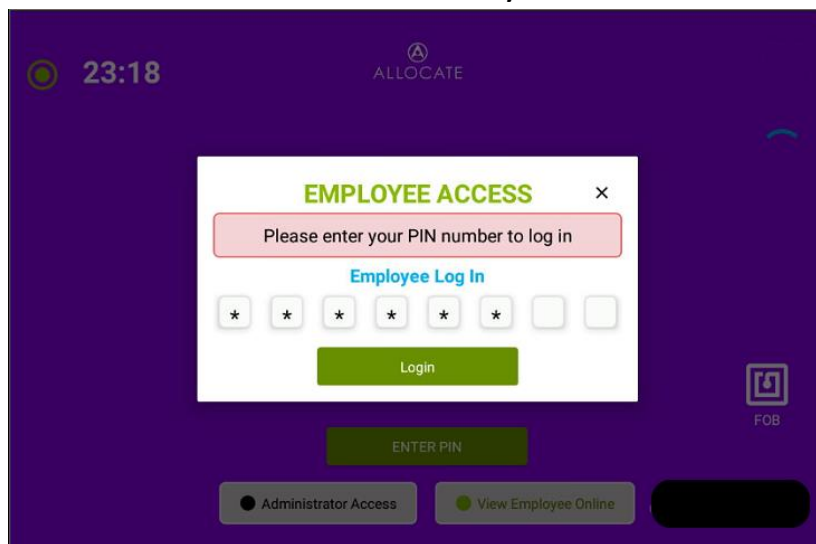 23:18
ALLOCATE
EMPLOYEE ACCESS
Please enter your PIN number to log in
Employee Log In
* * * * * *
Login
FOB
ENTER PIN
Administrator Access
View Employee Online